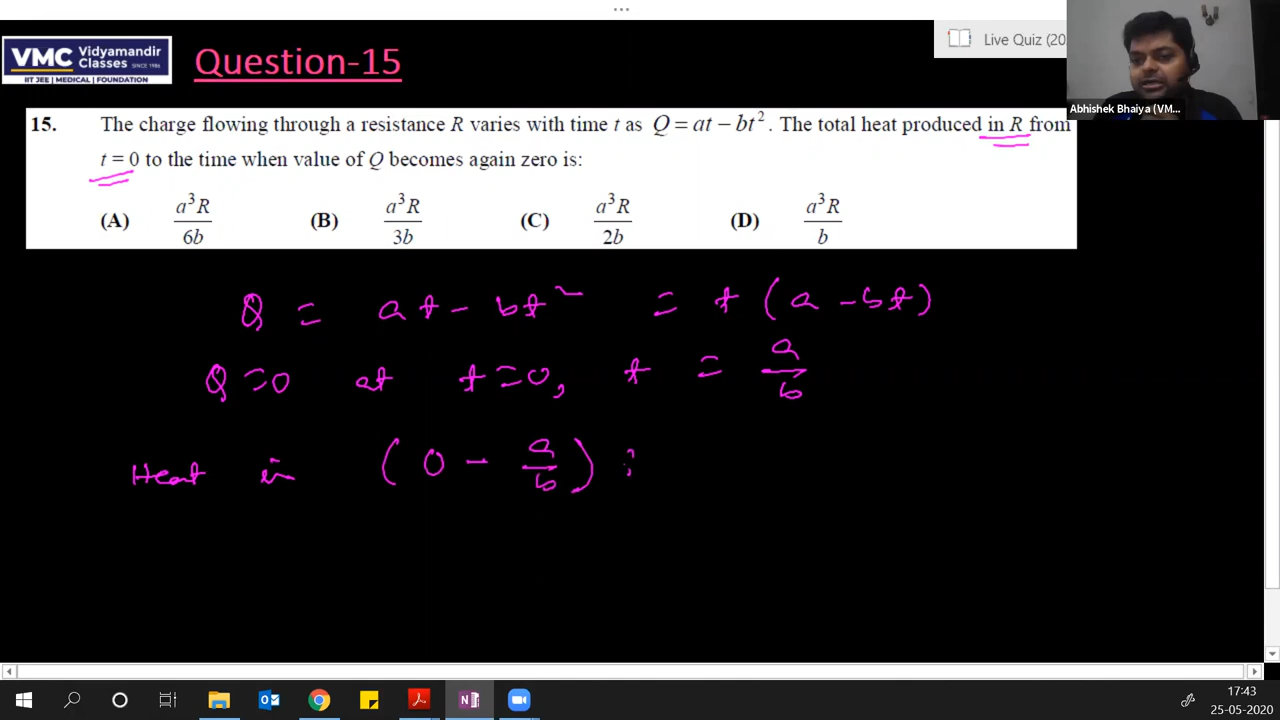 ...
Live Quiz (20
VMC Vidyamandir Classes
SINCE 1986
IIT JEE | MEDICAL | FOUNDATION
Question-15
Abhishek Bhaiya (VM...
15. The charge flowing through a resistance R varies with time t as Q = at − bt². The total heat produced in R from
t = 0 to the time when value of Q becomes again zero is:
(A) a³R/6b (B) a³R/3b (C) a³R/2b (D) a³R/b
Q = at − bt² = t (a − bt)
Q = 0 at t = 0, t = a/b
Heat in (0 − a/b) :
17:43
25-05-2020